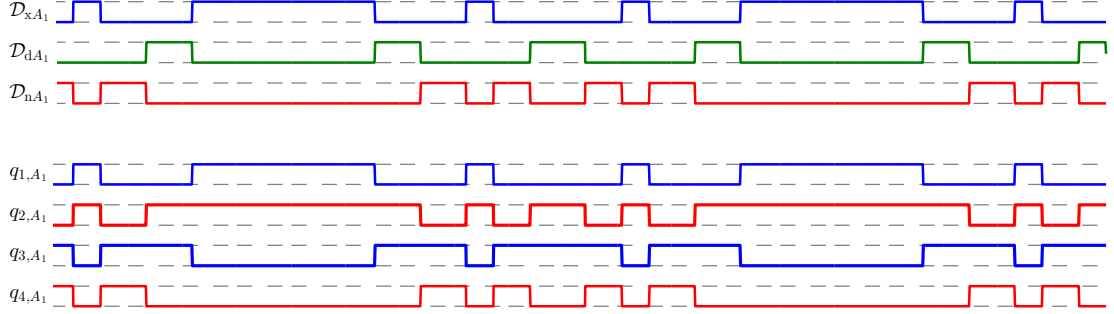 𝒟xA₁
𝒟dA₁
𝒟nA₁
q1,A₁
q2,A₁
q3,A₁
q4,A₁